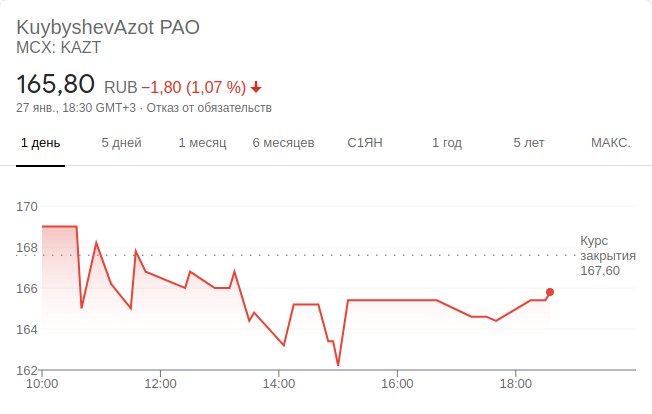 KuybyshevAzot PAO
MCX: KAZT
165,80 RUB −1,80 (1,07 %)
27 янв., 18:30 GMT+3 · Отказ от обязательств
1 день 5 дней 1 месяц 6 месяцев С1ЯН 1 год 5 лет МАКС.
170
168
166
164
162
Курс
закрытия
167,60
10:00 12:00 14:00 16:00 18:00